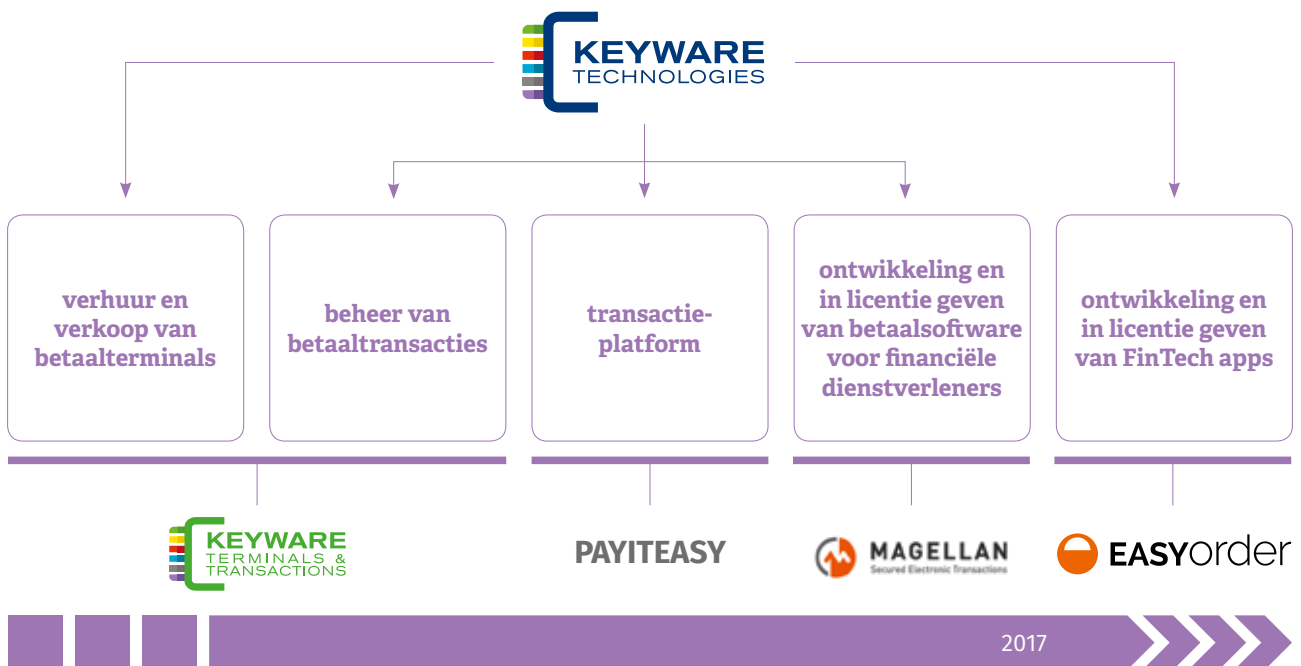 KEYWARE
TECHNOLOGIES
verhuur en
verkoop van
betaalterminals
beheer van
betaaltransacties
transactie-
platform
ontwikkeling en
in licentie geven
van betaalsoftware
voor financiële
dienstverleners
ontwikkeling en
in licentie geven
van FinTech apps
KEYWARE
TERMINALS &
TRANSACTIONS
PAYITEASY
MAGELLAN
Secured Electronic Transactions
EASYorder
2017